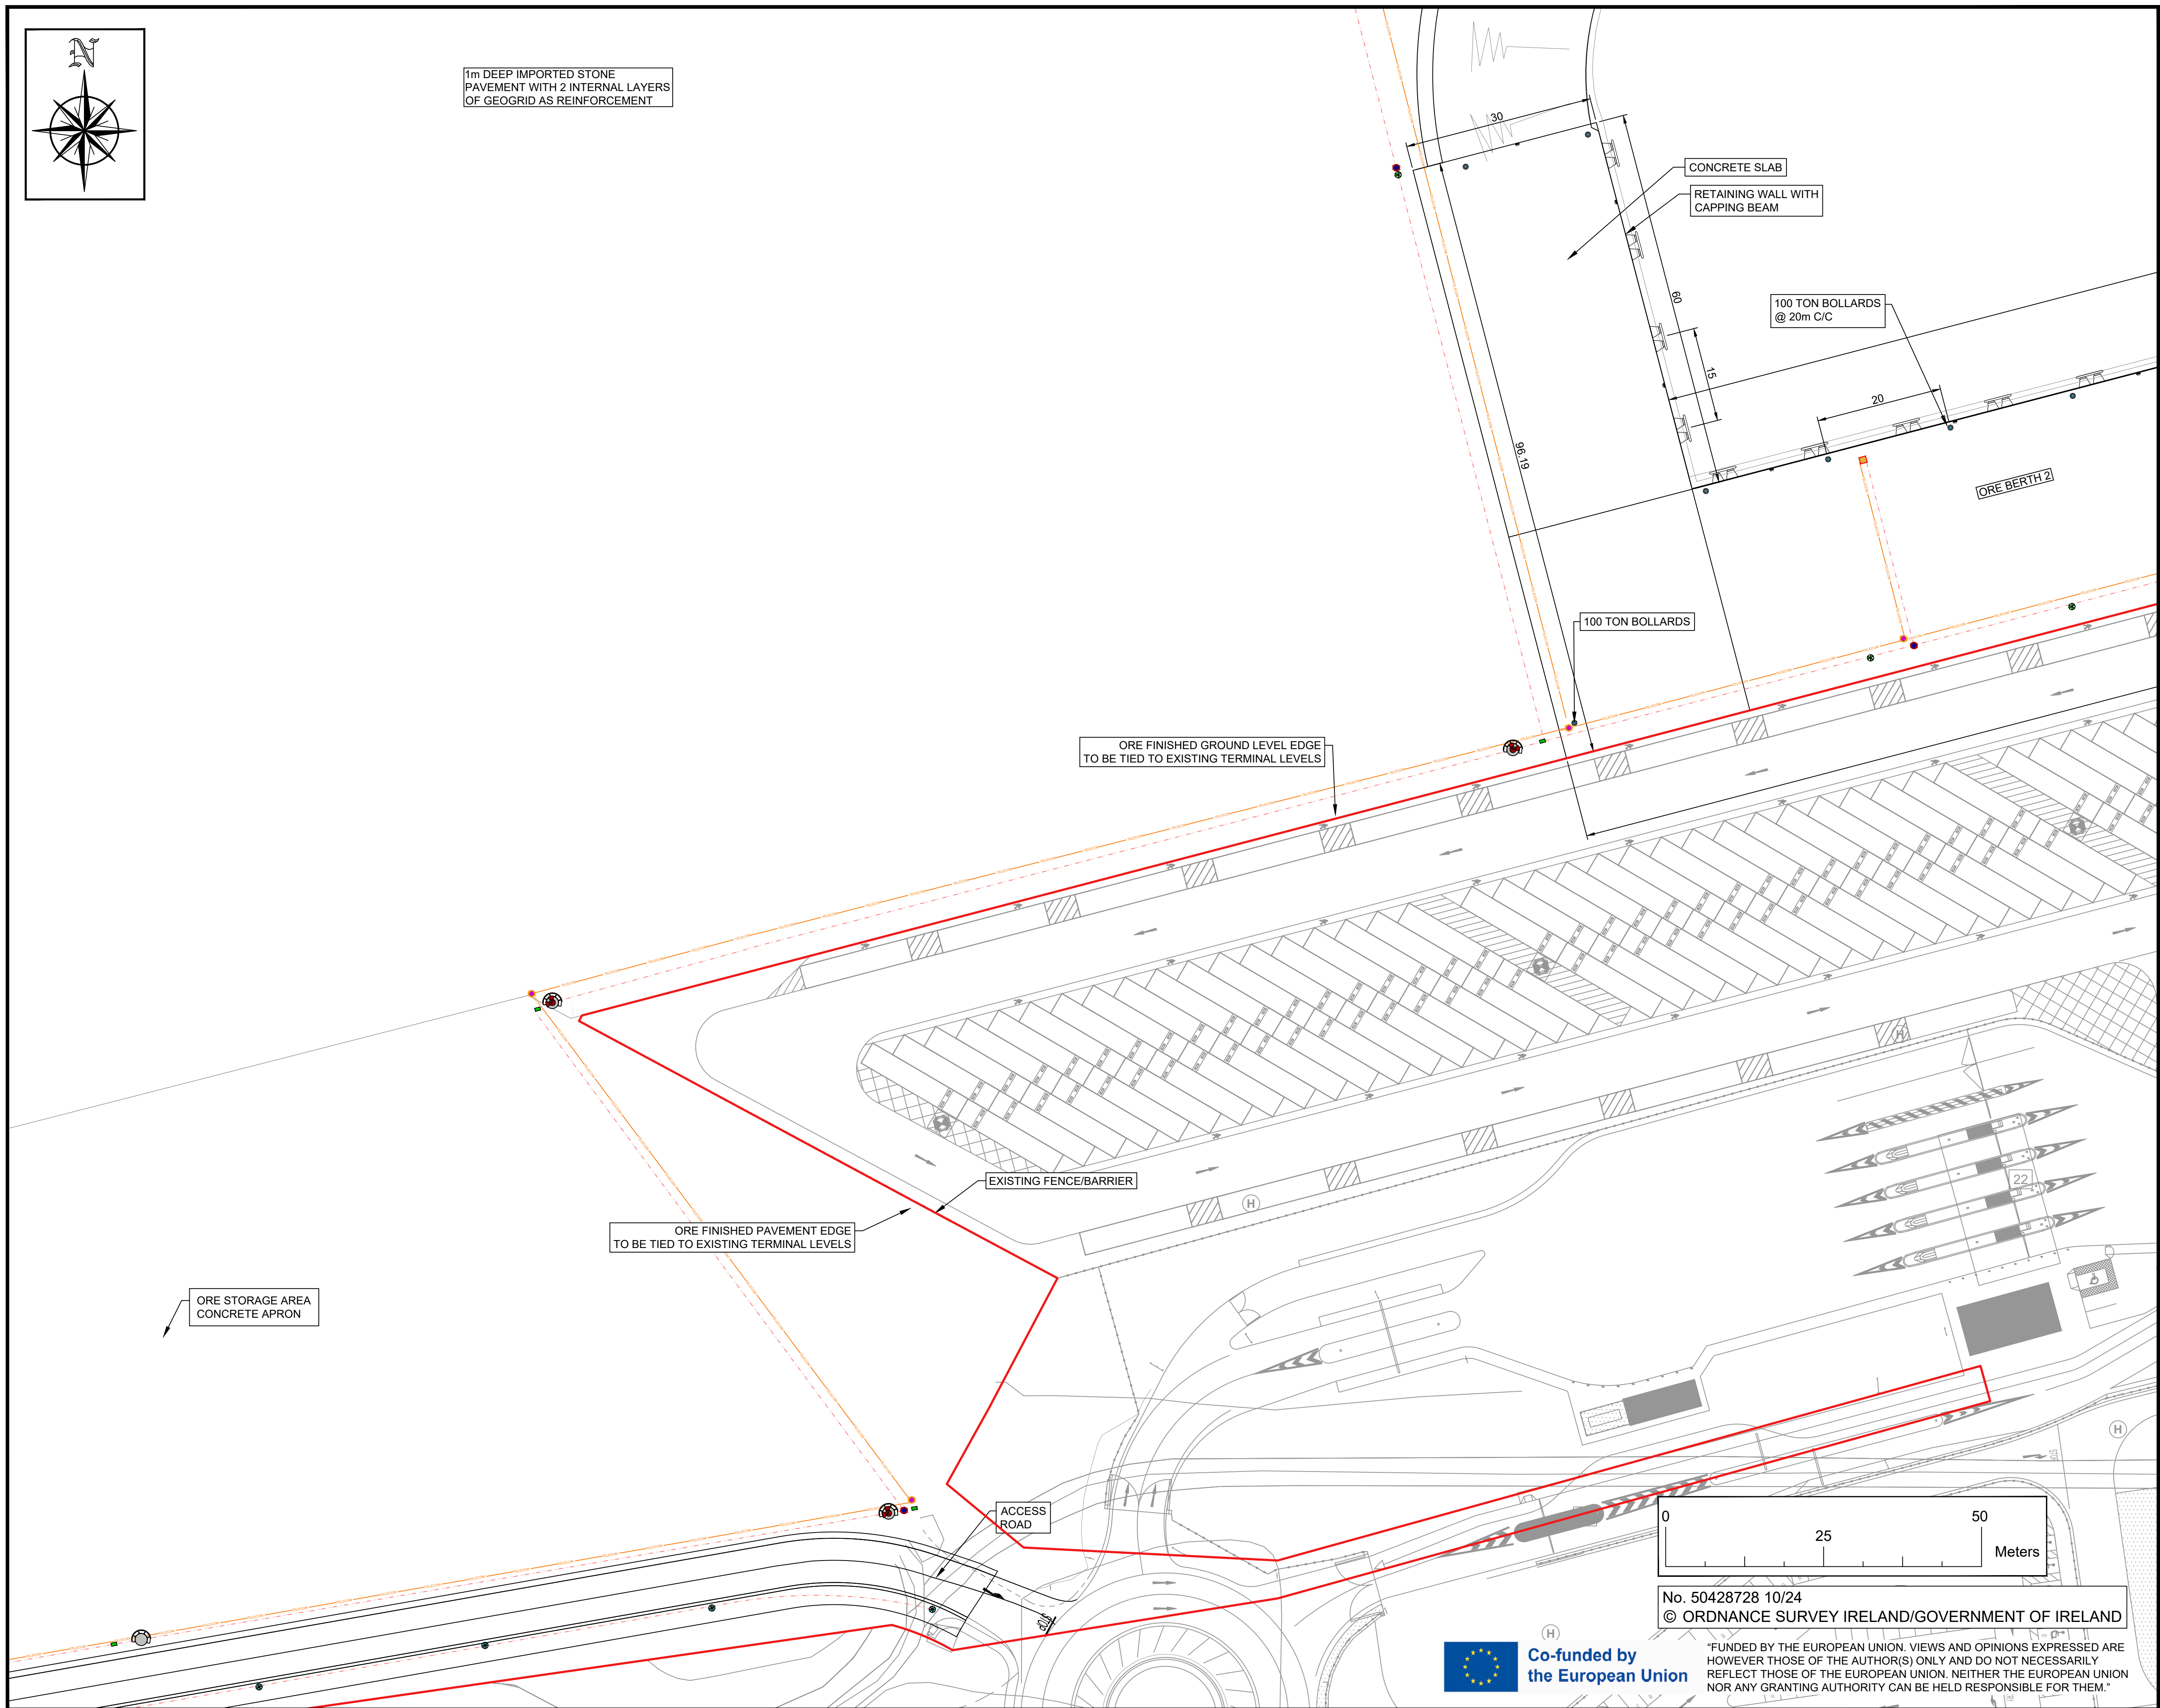 N
1m DEEP IMPORTED STONE
PAVEMENT WITH 2 INTERNAL LAYERS
OF GEOGRID AS REINFORCEMENT
30
CONCRETE SLAB
RETAINING WALL WITH
CAPPING BEAM
60
100 TON BOLLARDS
@ 20m C/C
15
20
96.19
ORE BERTH 2
100 TON BOLLARDS
ORE FINISHED GROUND LEVEL EDGE
TO BE TIED TO EXISTING TERMINAL LEVELS
H
EXISTING FENCE/BARRIER
22
H
ORE FINISHED PAVEMENT EDGE
TO BE TIED TO EXISTING TERMINAL LEVELS
ORE STORAGE AREA
CONCRETE APRON
H
STOP
ACCESS
ROAD
0
50
25
Meters
STOP
No. 50428728 10/24
© ORDNANCE SURVEY IRELAND/GOVERNMENT OF IRELAND
H
Co-funded by
the European Union
"FUNDED BY THE EUROPEAN UNION. VIEWS AND OPINIONS EXPRESSED ARE
HOWEVER THOSE OF THE AUTHOR(S) ONLY AND DO NOT NECESSARILY
REFLECT THOSE OF THE EUROPEAN UNION. NEITHER THE EUROPEAN UNION
NOR ANY GRANTING AUTHORITY CAN BE HELD RESPONSIBLE FOR THEM."